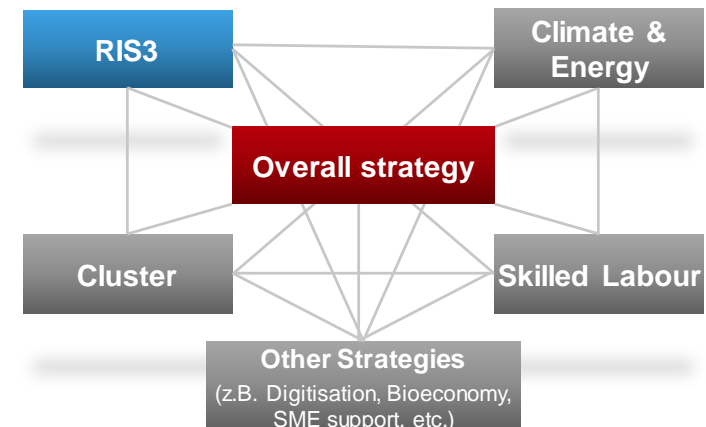 RIS3
Climate &
Energy
Overall strategy
Cluster
Skilled Labour
Other Strategies
(z.B. Digitisation, Bioeconomy,
SME support, etc.)